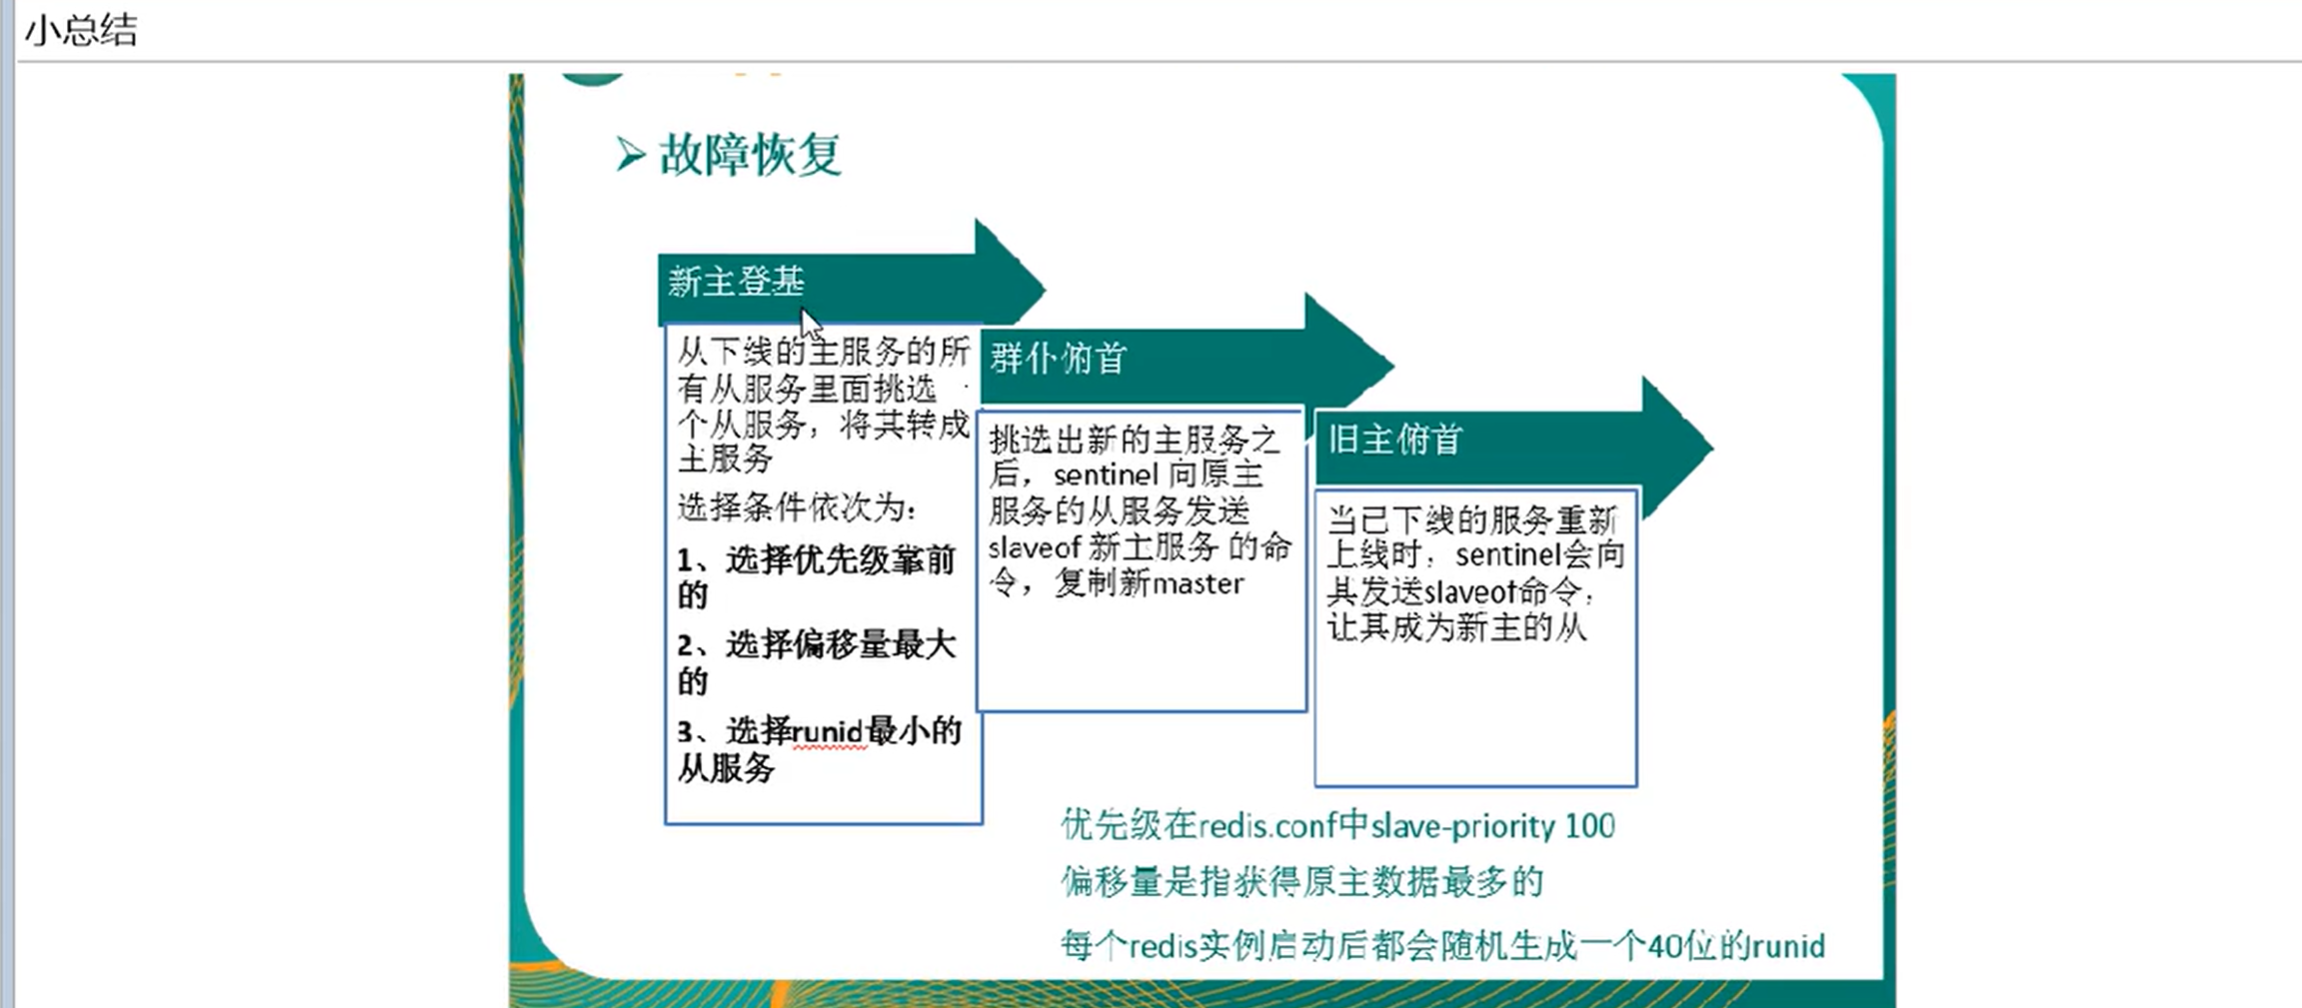 小总结
故障恢复
新主登基
从下线的主服务的所
有从服务里面挑选
个从服务，将其转成
主服务
选择条件依次为：
1、选择优先级靠前
的
2、选择偏移量最大
的
3、选择runid最小的
从服务
群仆俯首
挑选出新的主服务之
后，sentinel 向原主
服务的从服务发送
slaveof 新主服务 的命
令，复制新master
旧主俯首
当已下线的服务重新
上线时，sentinel会向
其发送slaveof命令，
让其成为新主的从
优先级在redis.conf中slave-priority 100
偏移量是指获得原主数据最多的
每个redis实例启动后都会随机生成一个40位的runid